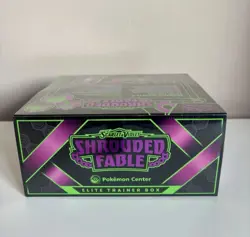 SCARLET & VIOLET
SHROUDED
FABLE
Pokémon Center
ELITE TRAINER BOX